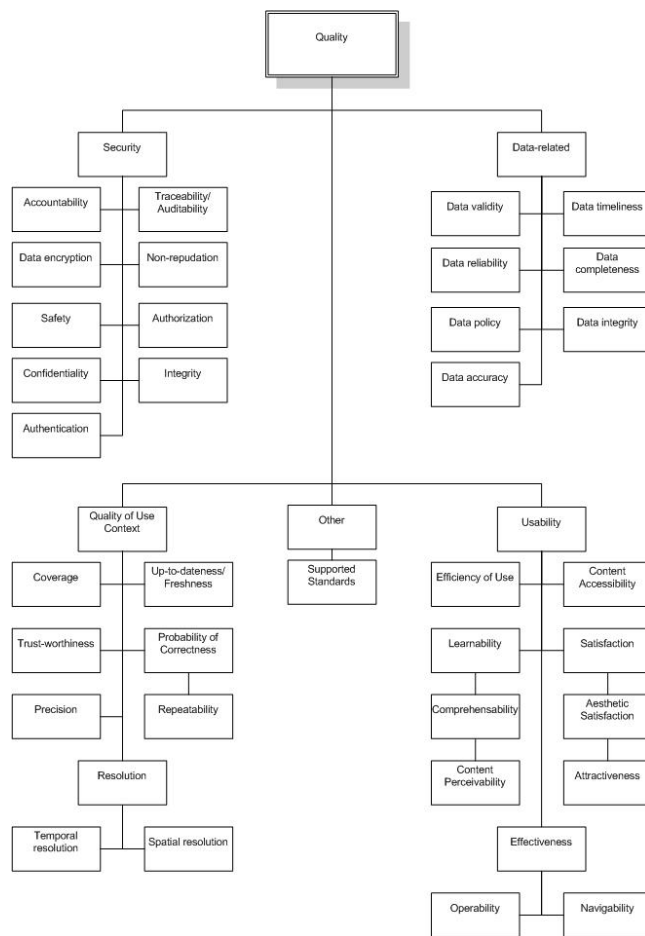 Quality
Security
Data-related
Accountability
Traceability/
Auditability
Data validity
Data timeliness
Data encryption
Non-repudation
Data reliability
Data
completeness
Safety
Authorization
Data policy
Data integrity
Confidentiality
Integrity
Data accuracy
Authentication
Quality of Use
Context
Other
Usability
Coverage
Up-to-dateness/
Freshness
Supported
Standards
Efficiency of Use
Content
Accessibility
Trust-worthiness
Probability of
Correctness
Learnability
Satisfaction
Precision
Repeatability
Comprehensability
Aesthetic
Satisfaction
Resolution
Content
Perceivability
Attractiveness
Temporal
resolution
Spatial resolution
Effectiveness
Operability
Navigability